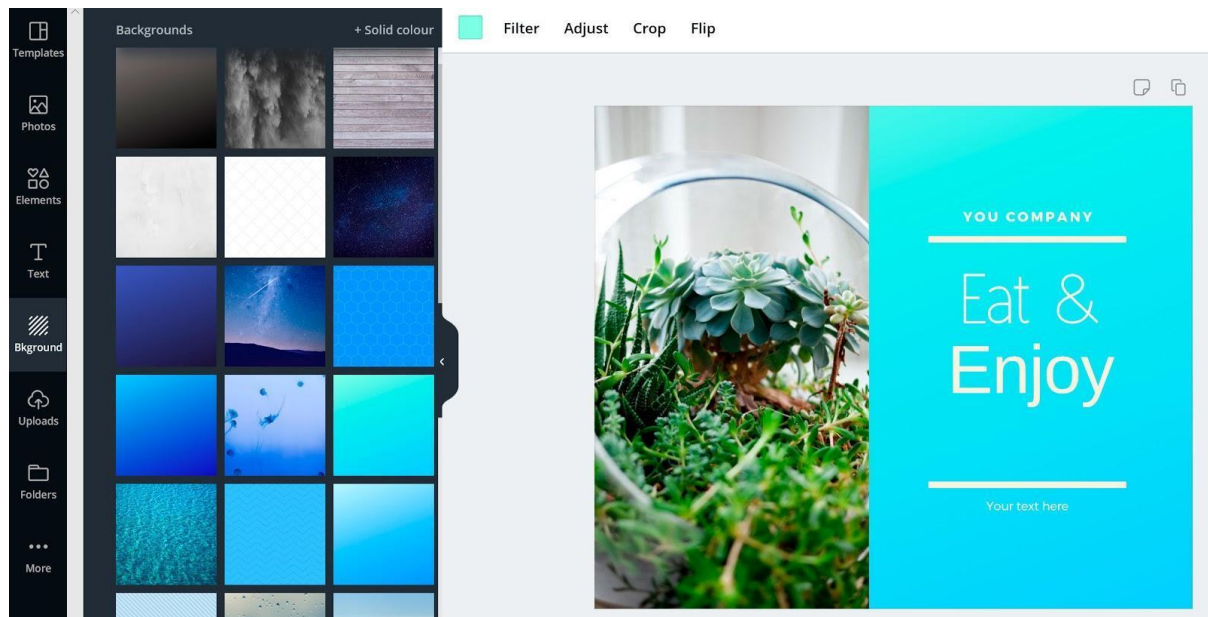 Templates
Photos
Elements
Text
Bkground
Uploads
Folders
More
Backgrounds + Solid colour
Filter Adjust Crop Flip
YOU COMPANY
Eat &
Enjoy
Your text here